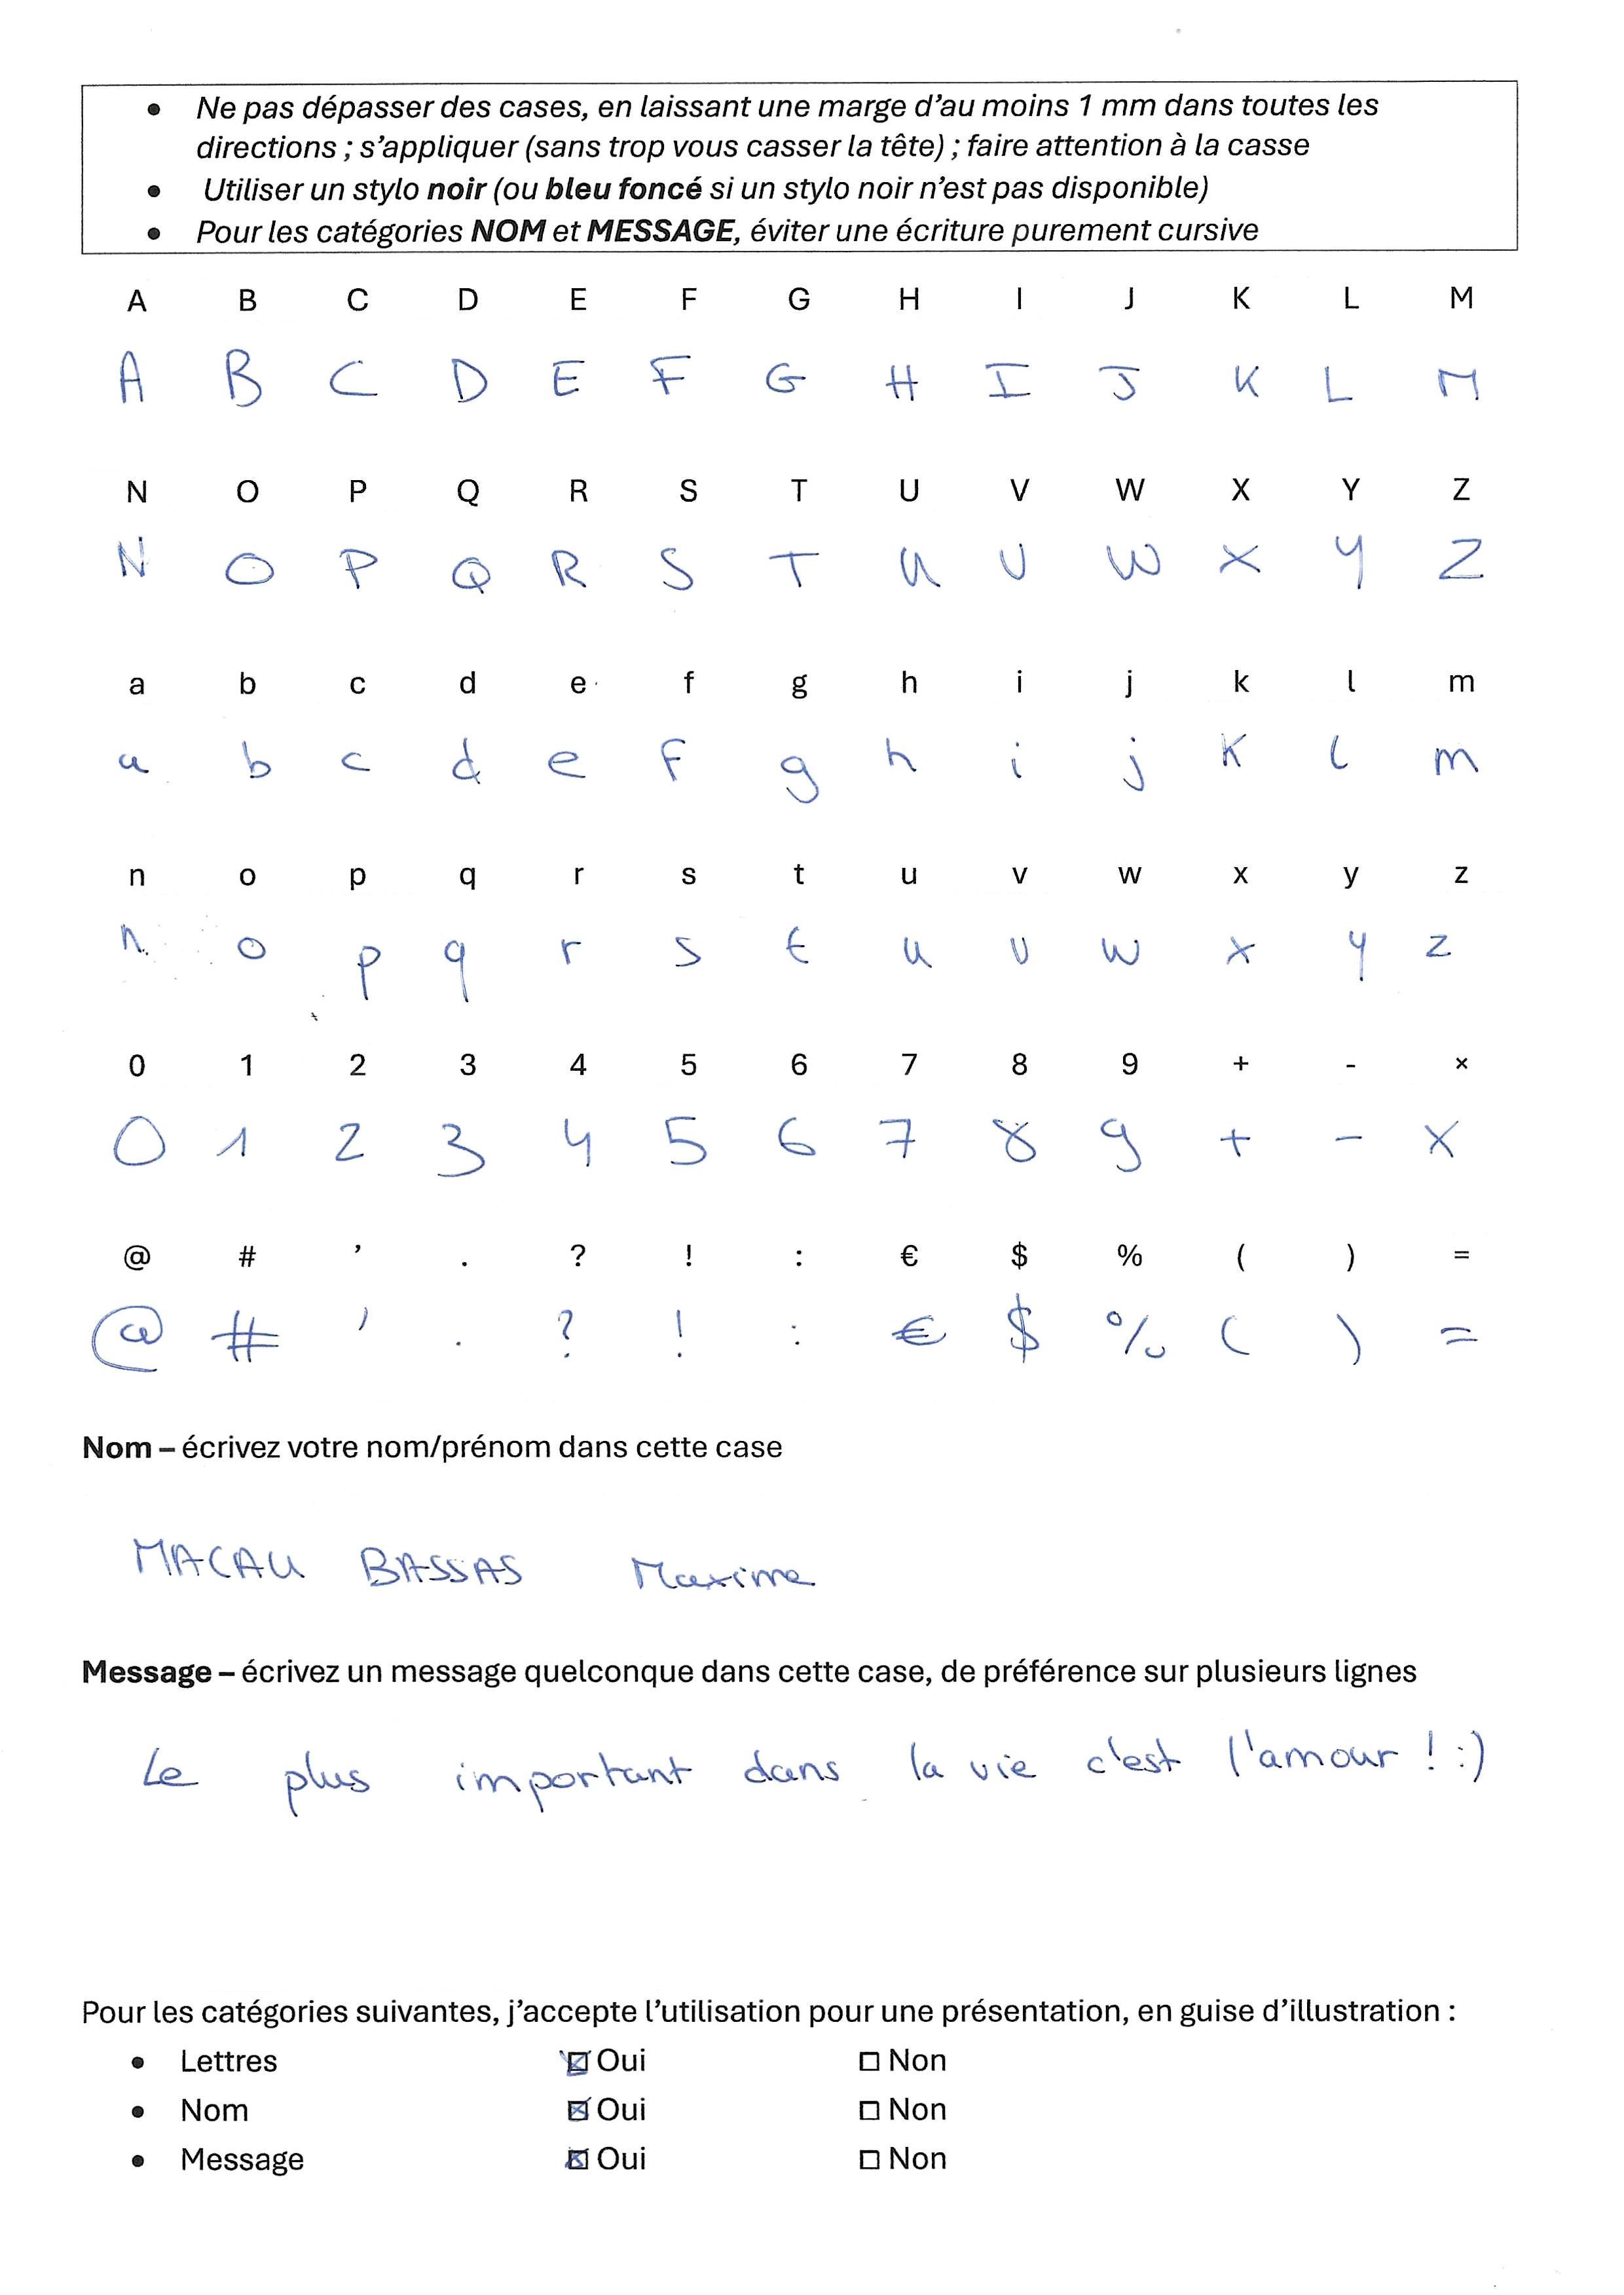 • Ne pas dépasser des cases, en laissant une marge d’au moins 1 mm dans toutes les
directions ; s’appliquer (sans trop vous casser la tête) ; faire attention à la casse
• Utiliser un stylo noir (ou bleu foncé si un stylo noir n’est pas disponible)
• Pour les catégories NOM et MESSAGE, éviter une écriture purement cursive
A B C D E F G H I J K L M
A B C D E F G H I J K L M
N O P Q R S T U V W X Y Z
N O P Q R S T U V W X Y Z
a b c d e f g h i j k l m
a b c d e f g h i j k l m
n o p q r s t u v w x y z
n o p q r s t u v w x y z
0 1 2 3 4 5 6 7 8 9 + - ×
0 1 2 3 4 5 6 7 8 9 + - ×
@ # ’ . ? ! : € $ % ( ) =
@ # ' . ? ! : € $ % ( ) =
Nom – écrivez votre nom/prénom dans cette case
MACAU BASSAS Maxime
Message – écrivez un message quelconque dans cette case, de préférence sur plusieurs lignes
Le plus important dans la vie c'est l'amour ! :)
Pour les catégories suivantes, j’accepte l’utilisation pour une présentation, en guise d’illustration :
• Lettres ☒ Oui ☐ Non
• Nom ☒ Oui ☐ Non
• Message ☒ Oui ☐ Non